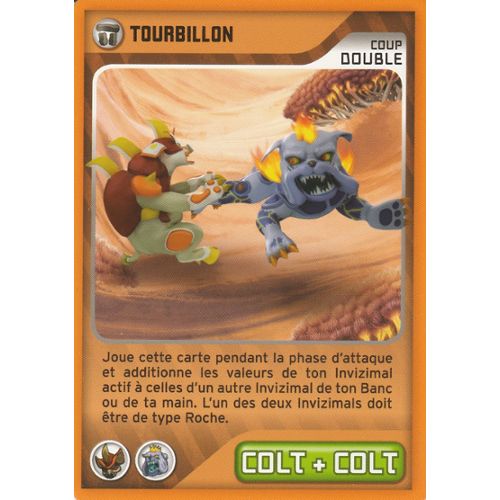 TOURBILLON
COUP
DOUBLE
Joue cette carte pendant la phase d'attaque
et additionne les valeurs de ton Invizimal
actif à celles d'un autre Invizimal de ton Banc
ou de ta main. L'un des deux Invizimals doit
être de type Roche.
COLT + COLT